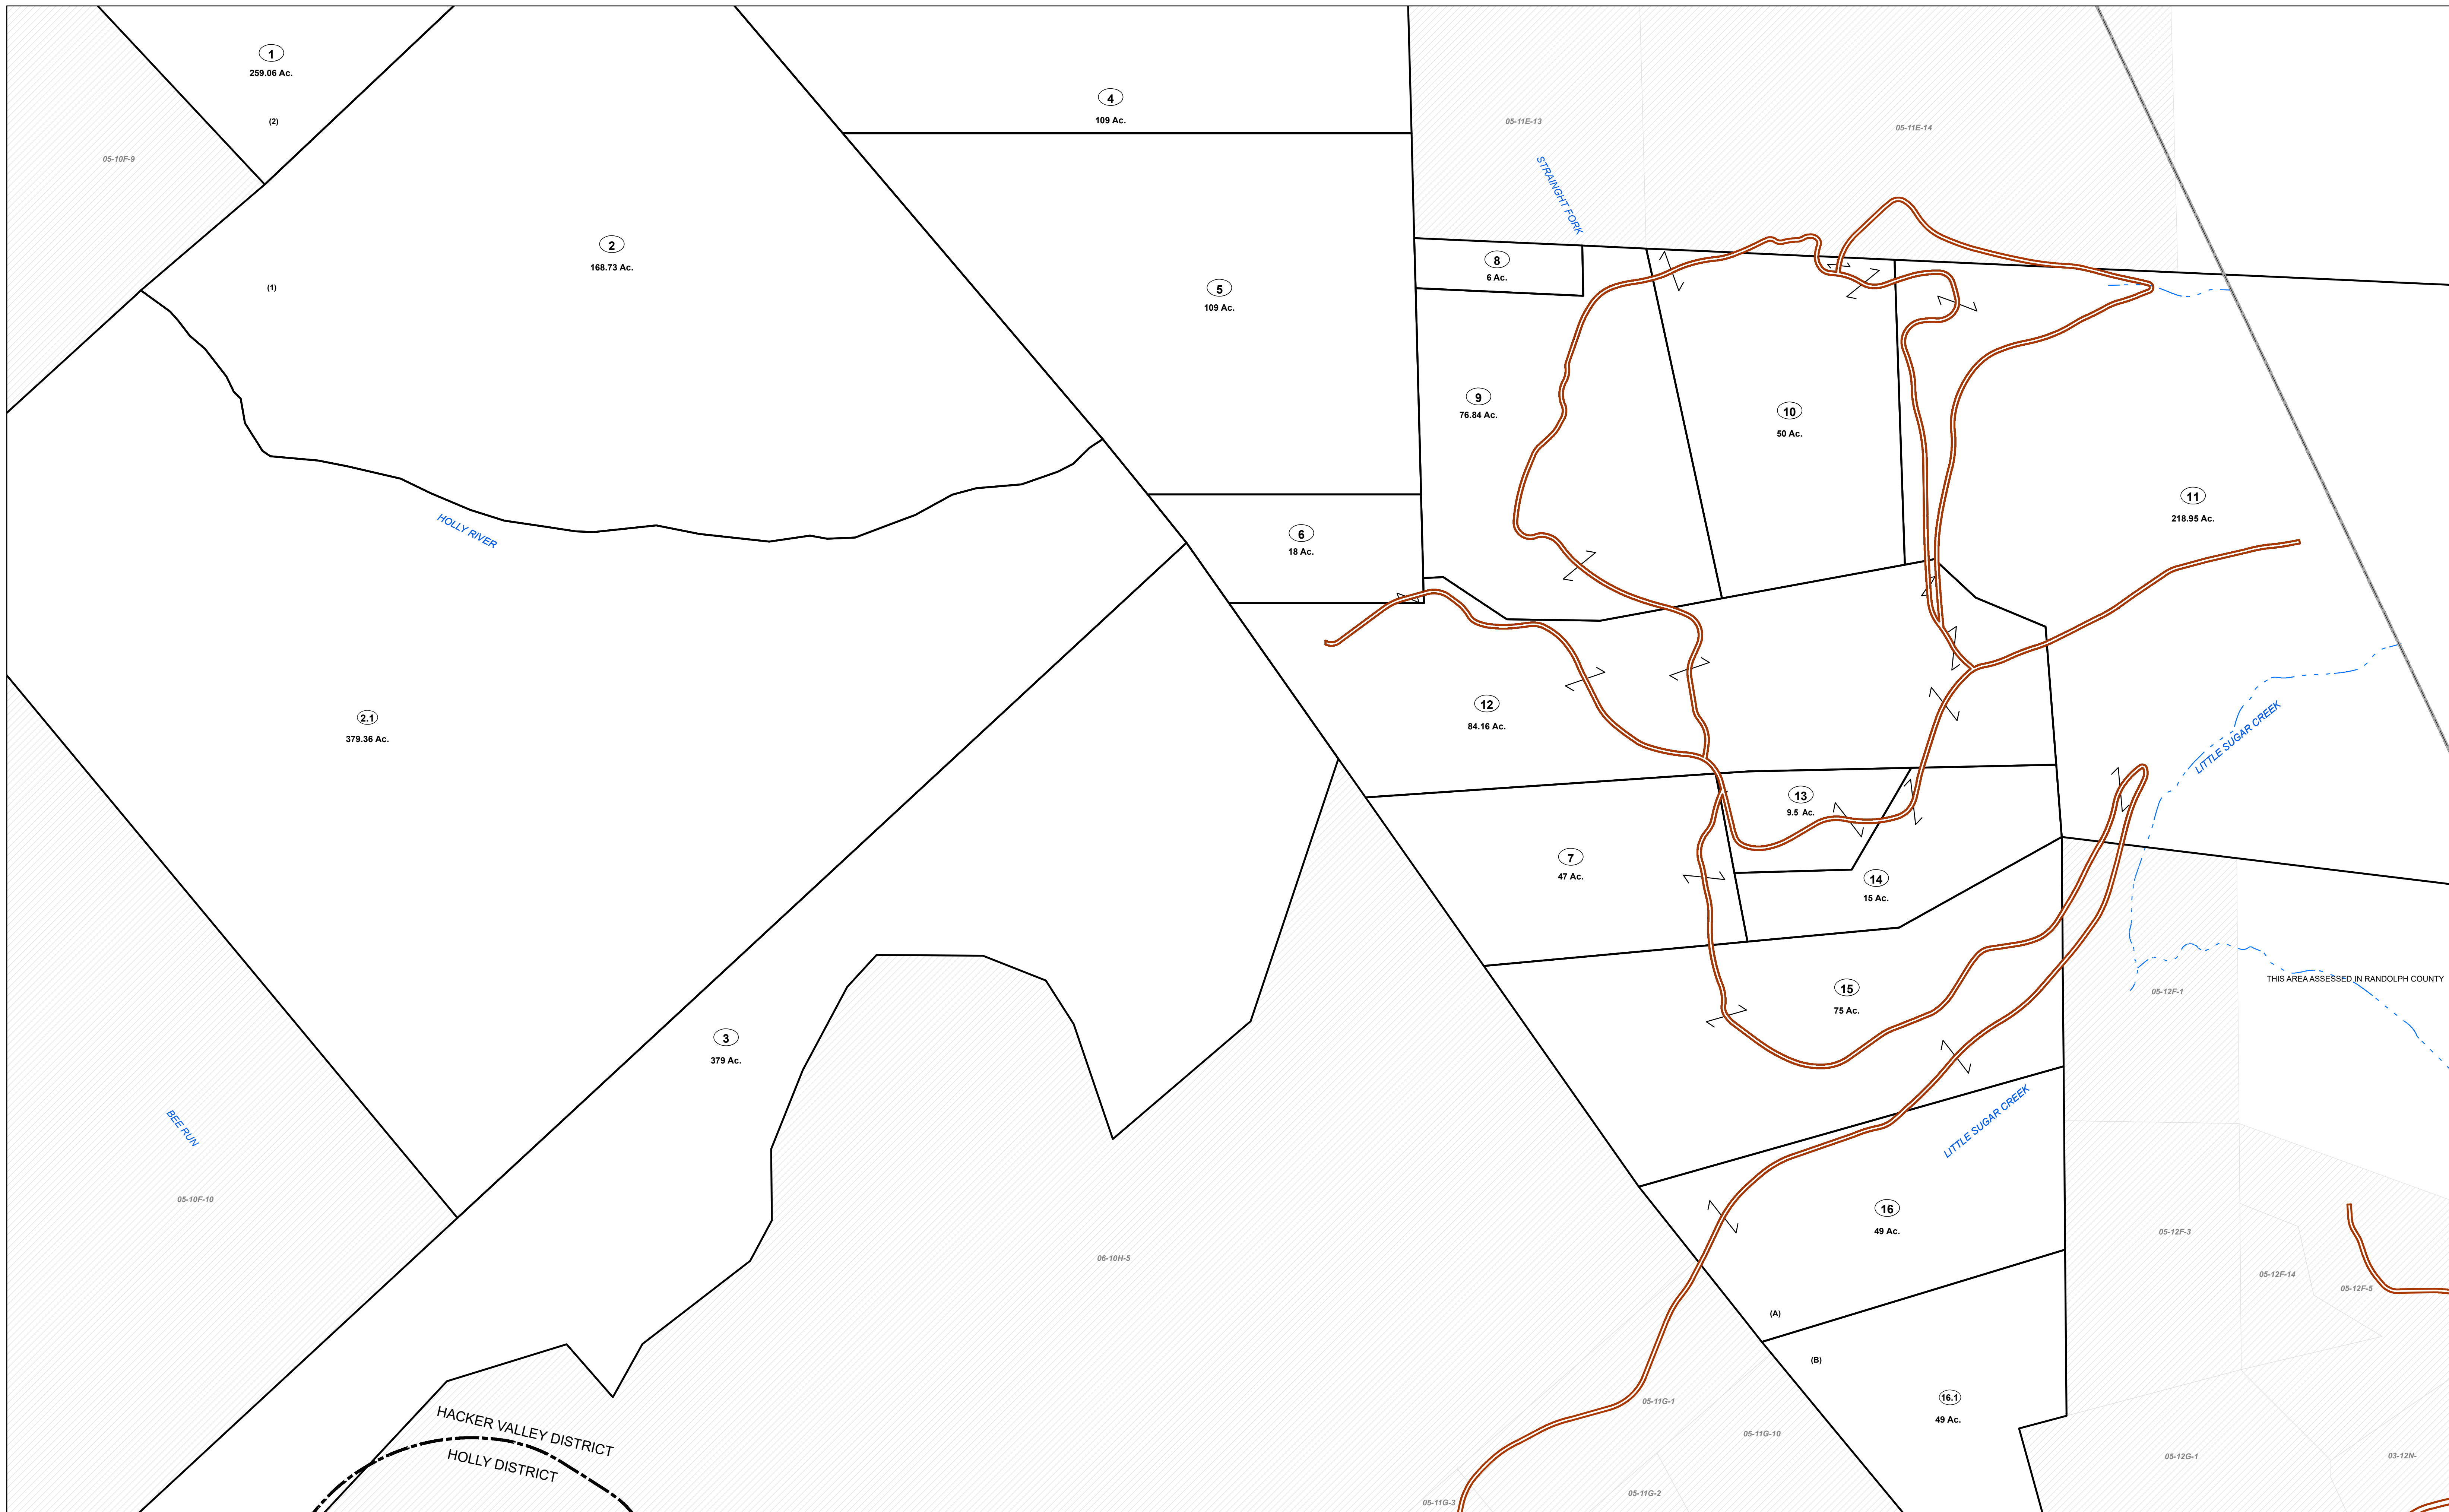 1
259.06 Ac.
(2)
4
109 Ac.
05-11E-13
05-11E-14
05-10F-9
STRAINGHT FORK
2
168.73 Ac.
8
6 Ac.
(1)
5
109 Ac.
9
76.84 Ac.
10
50 Ac.
11
218.95 Ac.
HOLLY RIVER
6
18 Ac.
12
84.16 Ac.
2.1
379.36 Ac.
LITTLE SUGAR CREEK
13
9.5 Ac.
7
47 Ac.
14
15 Ac.
THIS AREA ASSESSED IN RANDOLPH COUNTY
15
75 Ac.
05-12F-1
3
379 Ac.
BEE RUN
LITTLE SUGAR CREEK
05-10F-10
16
49 Ac.
05-12F-3
06-10H-5
05-12F-14
05-12F-5
(A)
(B)
16.1
49 Ac.
05-11G-1
HACKER VALLEY DISTRICT
HOLLY DISTRICT
05-11G-10
05-12G-1
03-12N-
05-11G-2
05-11G-3